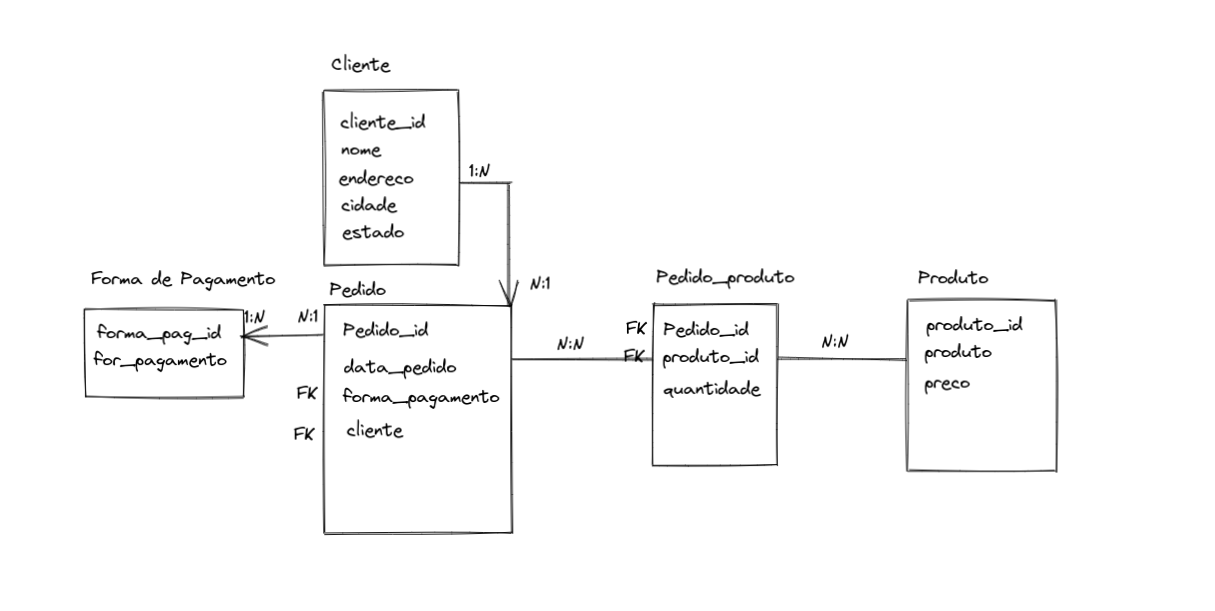 Cliente
cliente_id
nome
endereco
cidade
estado
1:N
N:1
Forma de Pagamento
forma_pag_id
for_pagamento
1:N
N:1
Pedido
Pedido_id
data_pedido
FK forma_pagamento
FK cliente
N:N
Pedido_produto
FK Pedido_id
FK produto_id
quantidade
N:N
Produto
produto_id
produto
preco